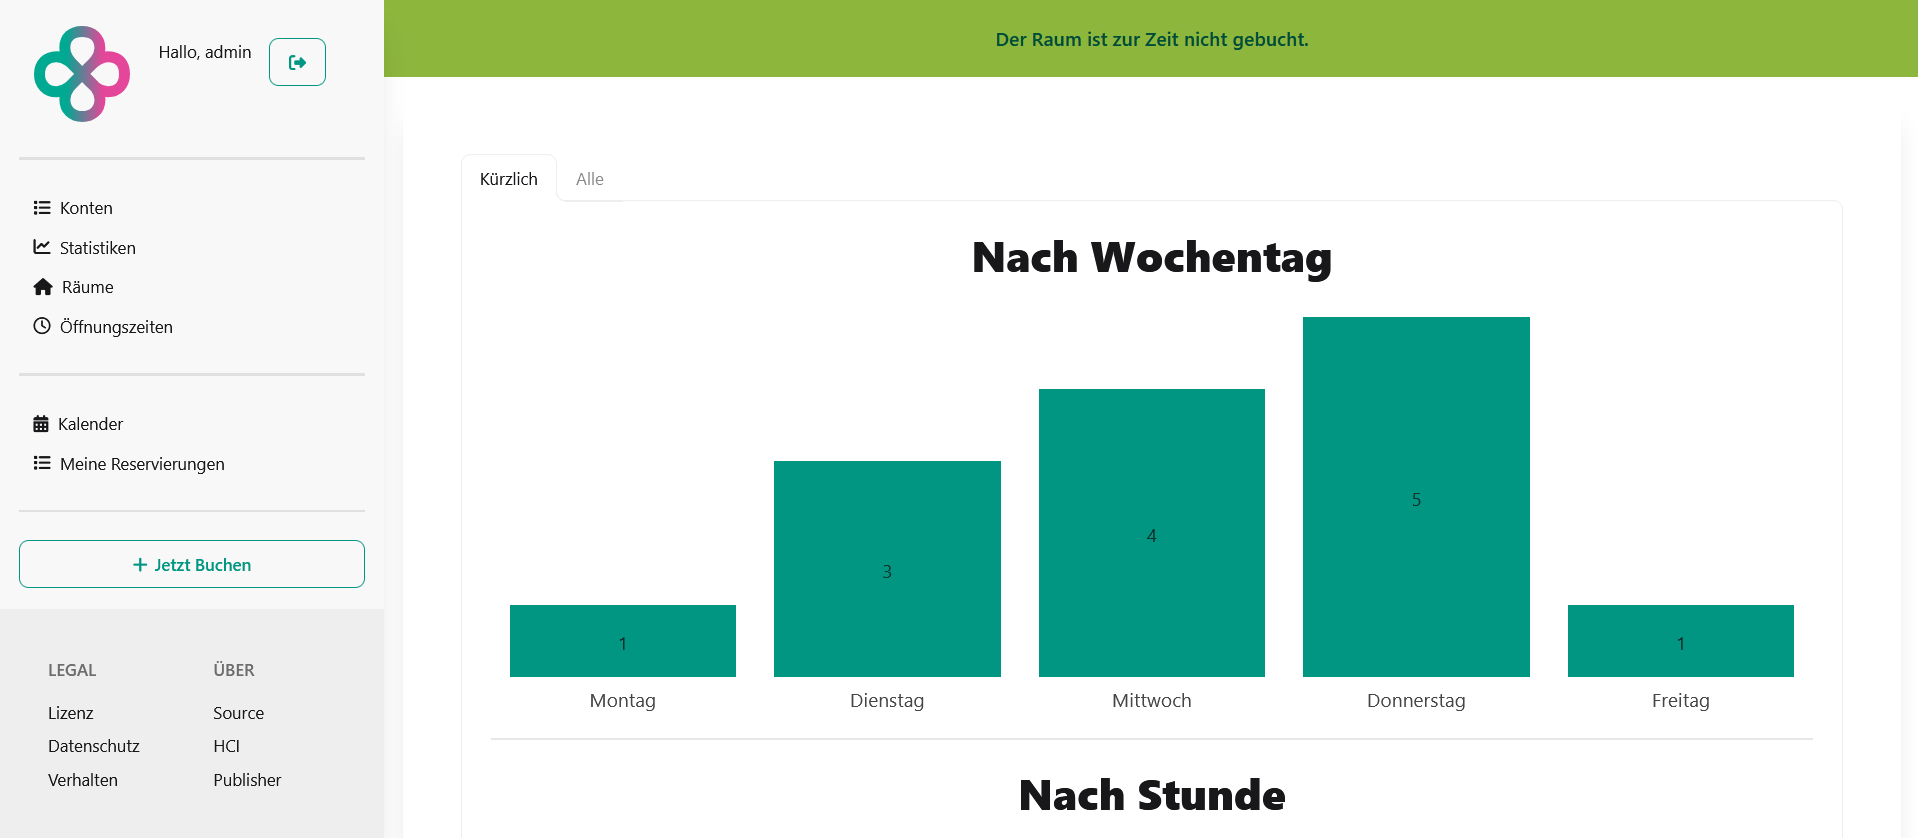 Hallo, admin
Konten
Statistiken
Räume
Öffnungszeiten
Kalender
Meine Reservierungen
Jetzt Buchen
LEGAL
Lizenz
Datenschutz
Verhalten
ÜBER
Source
HCI
Publisher
Der Raum ist zur Zeit nicht gebucht.
Kürzlich Alle
Nach Wochentag
1 3 4 5 1
Montag Dienstag Mittwoch Donnerstag Freitag
Nach Stunde